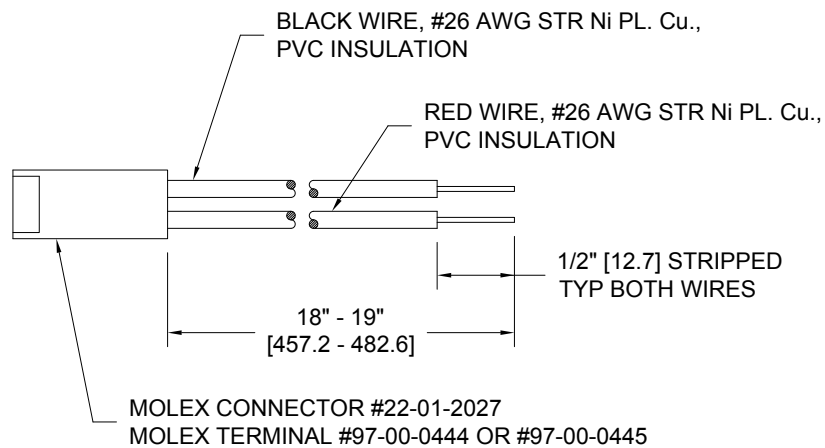 BLACK WIRE, #26 AWG STR Ni PL. Cu.,
PVC INSULATION
RED WIRE, #26 AWG STR Ni PL. Cu.,
PVC INSULATION
1/2" [12.7] STRIPPED
TYP BOTH WIRES
18" - 19"
[457.2 - 482.6]
MOLEX CONNECTOR #22-01-2027
MOLEX TERMINAL #97-00-0444 OR #97-00-0445